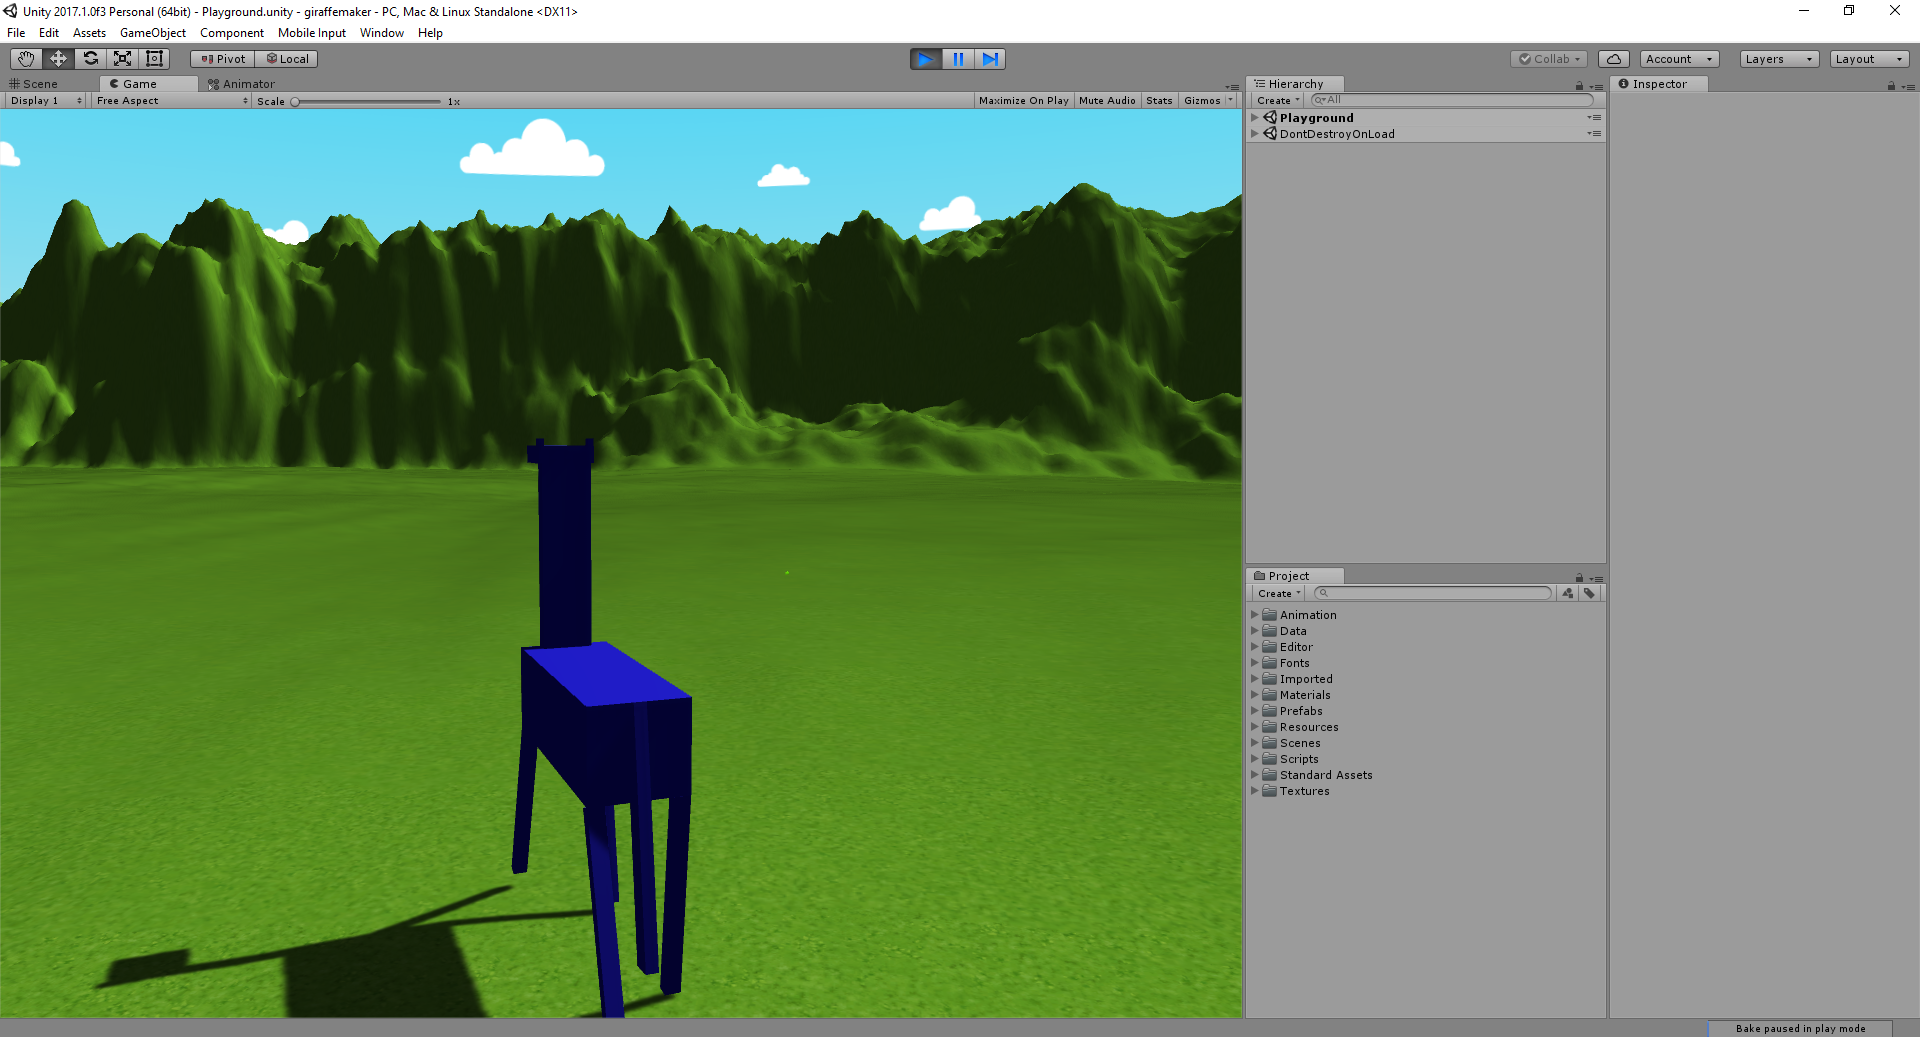 Unity 2017.1.0f3 Personal (64bit) - Playground.unity - giraffemaker - PC, Mac & Linux Standalone <DX11>
File Edit Assets GameObject Component Mobile Input Window Help
Pivot Local Collab Account Layers Layout
Scene Game Animator Hierarchy Inspector
Display 1 Free Aspect Scale 1x Maximize On Play Mute Audio Stats Gizmos Create All
Playground
DontDestroyOnLoad
Project
Create
Animation
Data
Editor
Fonts
Imported
Materials
Prefabs
Resources
Scenes
Scripts
Standard Assets
Textures
Bake paused in play mode